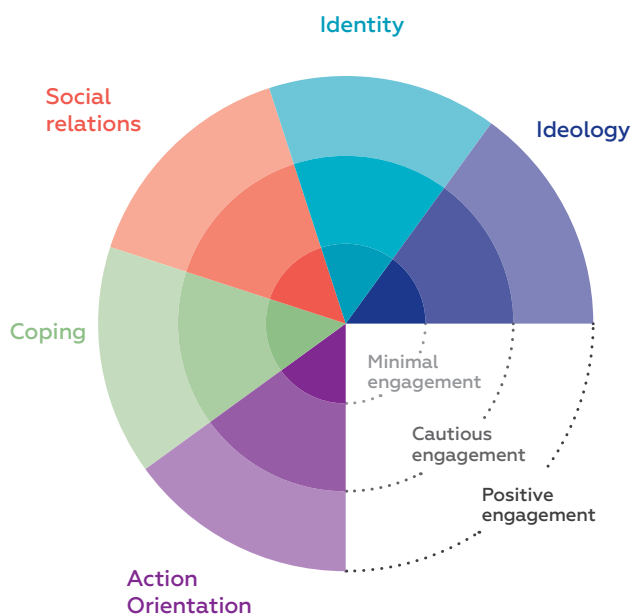 Identity
Social
relations
Ideology
Coping
Minimal
engagement
Cautious
engagement
Positive
engagement
Action
Orientation